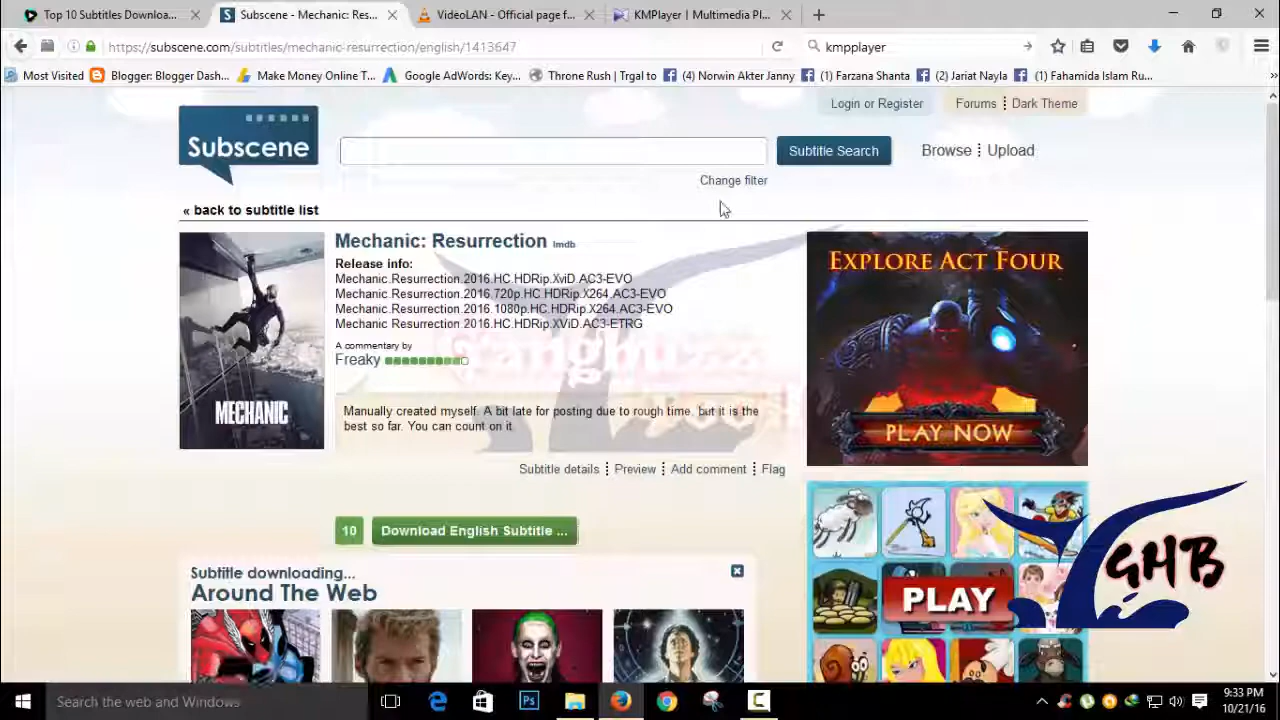 Top 10 Subtitles Downloa...
Subscene - Mechanic: Res...
VideoLAN - Official page f...
KMPlayer | Multimedia Pl...
https://subscene.com/subtitles/mechanic-resurrection/english/1413647
kmpplayer
Most Visited
Blogger: Blogger Dash...
Make Money Online T...
Google AdWords: Key...
Throne Rush | Trgal to
(4) Norwin Akter Janny
(1) Farzana Shanta
(2) Jariat Nayla
(1) Fahamida Islam Ru...
Login or Register
Forums
Dark Theme
Subscene
Subtitle Search
Browse
Upload
Change filter
« back to subtitle list
Mechanic: Resurrection Imdb
Release info:
Mechanic.Resurrection.2016.HC.HDRip.XviD.AC3-EVO
Mechanic.Resurrection.2016.720p.HC.HDRip.X264.AC3-EVO
Mechanic.Resurrection.2016.1080p.HC.HDRip.X264.AC3-EVO
Mechanic Resurrection 2016.HC.HDRip.XViD.AC3-ETRG
A commentary by
Freaky
Manually created myself. A bit late for posting due to rough time, but it is the
best so far. You can count on it
MECHANIC
EXPLORE ACT FOUR
PLAY NOW
Subtitle details
Preview
Add comment
Flag
10
Download English Subtitle ...
Subtitle downloading...
Around The Web
PLAY
GHB
Search the web and Windows
Ps
9:33 PM
10/21/16